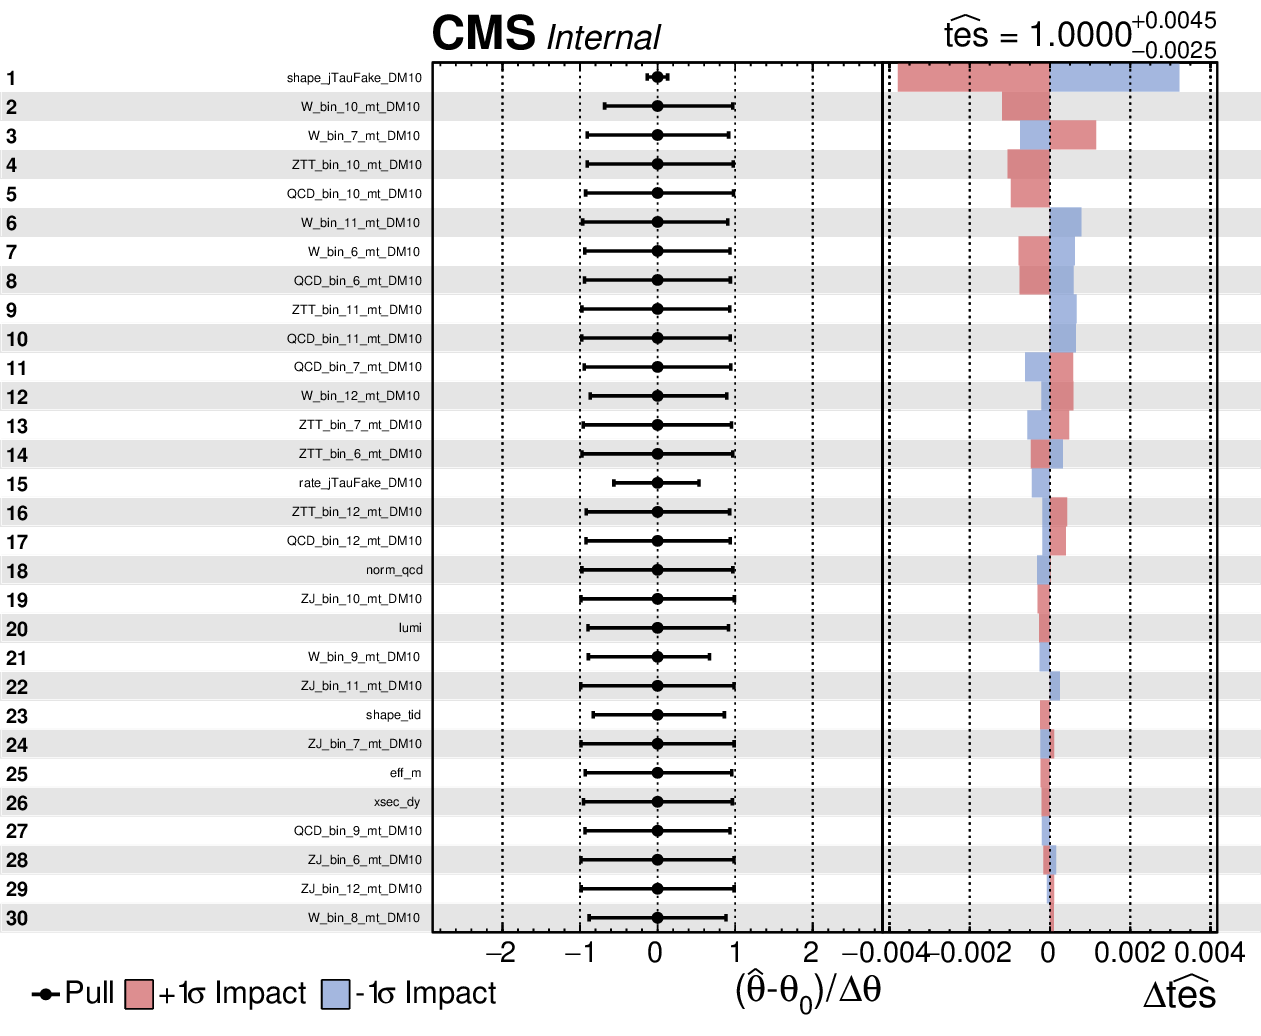 CMS Internal
tes = 1.0000 +0.0045 −0.0025
1 shape_jTauFake_DM10
2 W_bin_10_mt_DM10
3 W_bin_7_mt_DM10
4 ZTT_bin_10_mt_DM10
5 QCD_bin_10_mt_DM10
6 W_bin_11_mt_DM10
7 W_bin_6_mt_DM10
8 QCD_bin_6_mt_DM10
9 ZTT_bin_11_mt_DM10
10 QCD_bin_11_mt_DM10
11 QCD_bin_7_mt_DM10
12 W_bin_12_mt_DM10
13 ZTT_bin_7_mt_DM10
14 ZTT_bin_6_mt_DM10
15 rate_jTauFake_DM10
16 ZTT_bin_12_mt_DM10
17 QCD_bin_12_mt_DM10
18 norm_qcd
19 ZJ_bin_10_mt_DM10
20 lumi
21 W_bin_9_mt_DM10
22 ZJ_bin_11_mt_DM10
23 shape_tid
24 ZJ_bin_7_mt_DM10
25 eff_m
26 xsec_dy
27 QCD_bin_9_mt_DM10
28 ZJ_bin_6_mt_DM10
29 ZJ_bin_12_mt_DM10
30 W_bin_8_mt_DM10
−2 −1 0 1 2 −0.004 −0.002 0 0.002 0.004
Pull +1σ Impact -1σ Impact (θ̂-θ0)/Δθ Δtes